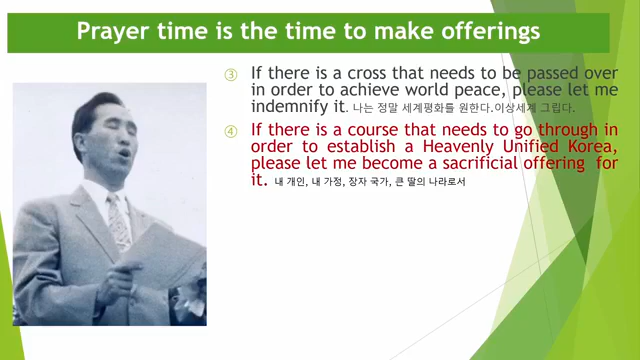 Prayer time is the time to make offerings
③ If there is a cross that needs to be passed over
in order to achieve world peace, please let me
indemnify it. 나는 정말 세계평화를 원한다.이상세계 그립다.
④ If there is a course that needs to go through in
order to establish a Heavenly Unified Korea,
please let me become a sacrificial offering for
it. 내 개인, 내 가정, 장자 국가, 큰 딸의 나라로서